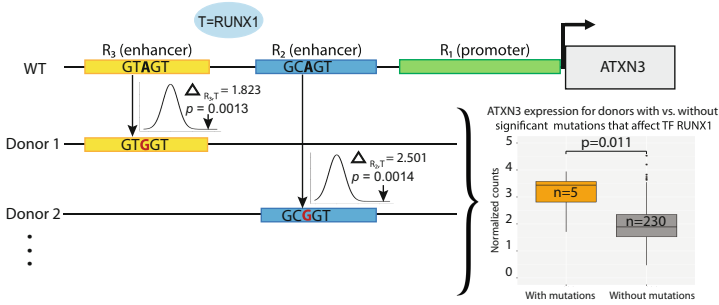 T=RUNX1
R3 (enhancer)
R2 (enhancer)
R1 (promoter)
WT
GTAGT
GCAGT
ATXN3
Δ R3,T = 1.823
p = 0.0013
Donor 1
GTGGT
Δ R2,T = 2.501
p = 0.0014
Donor 2
GCGGT
ATXN3 expression for donors with vs. without
significant mutations that affect TF RUNX1
p=0.011
Normalized counts
5
4
3
2
1
0
n=5
n=230
With mutations
Without mutations